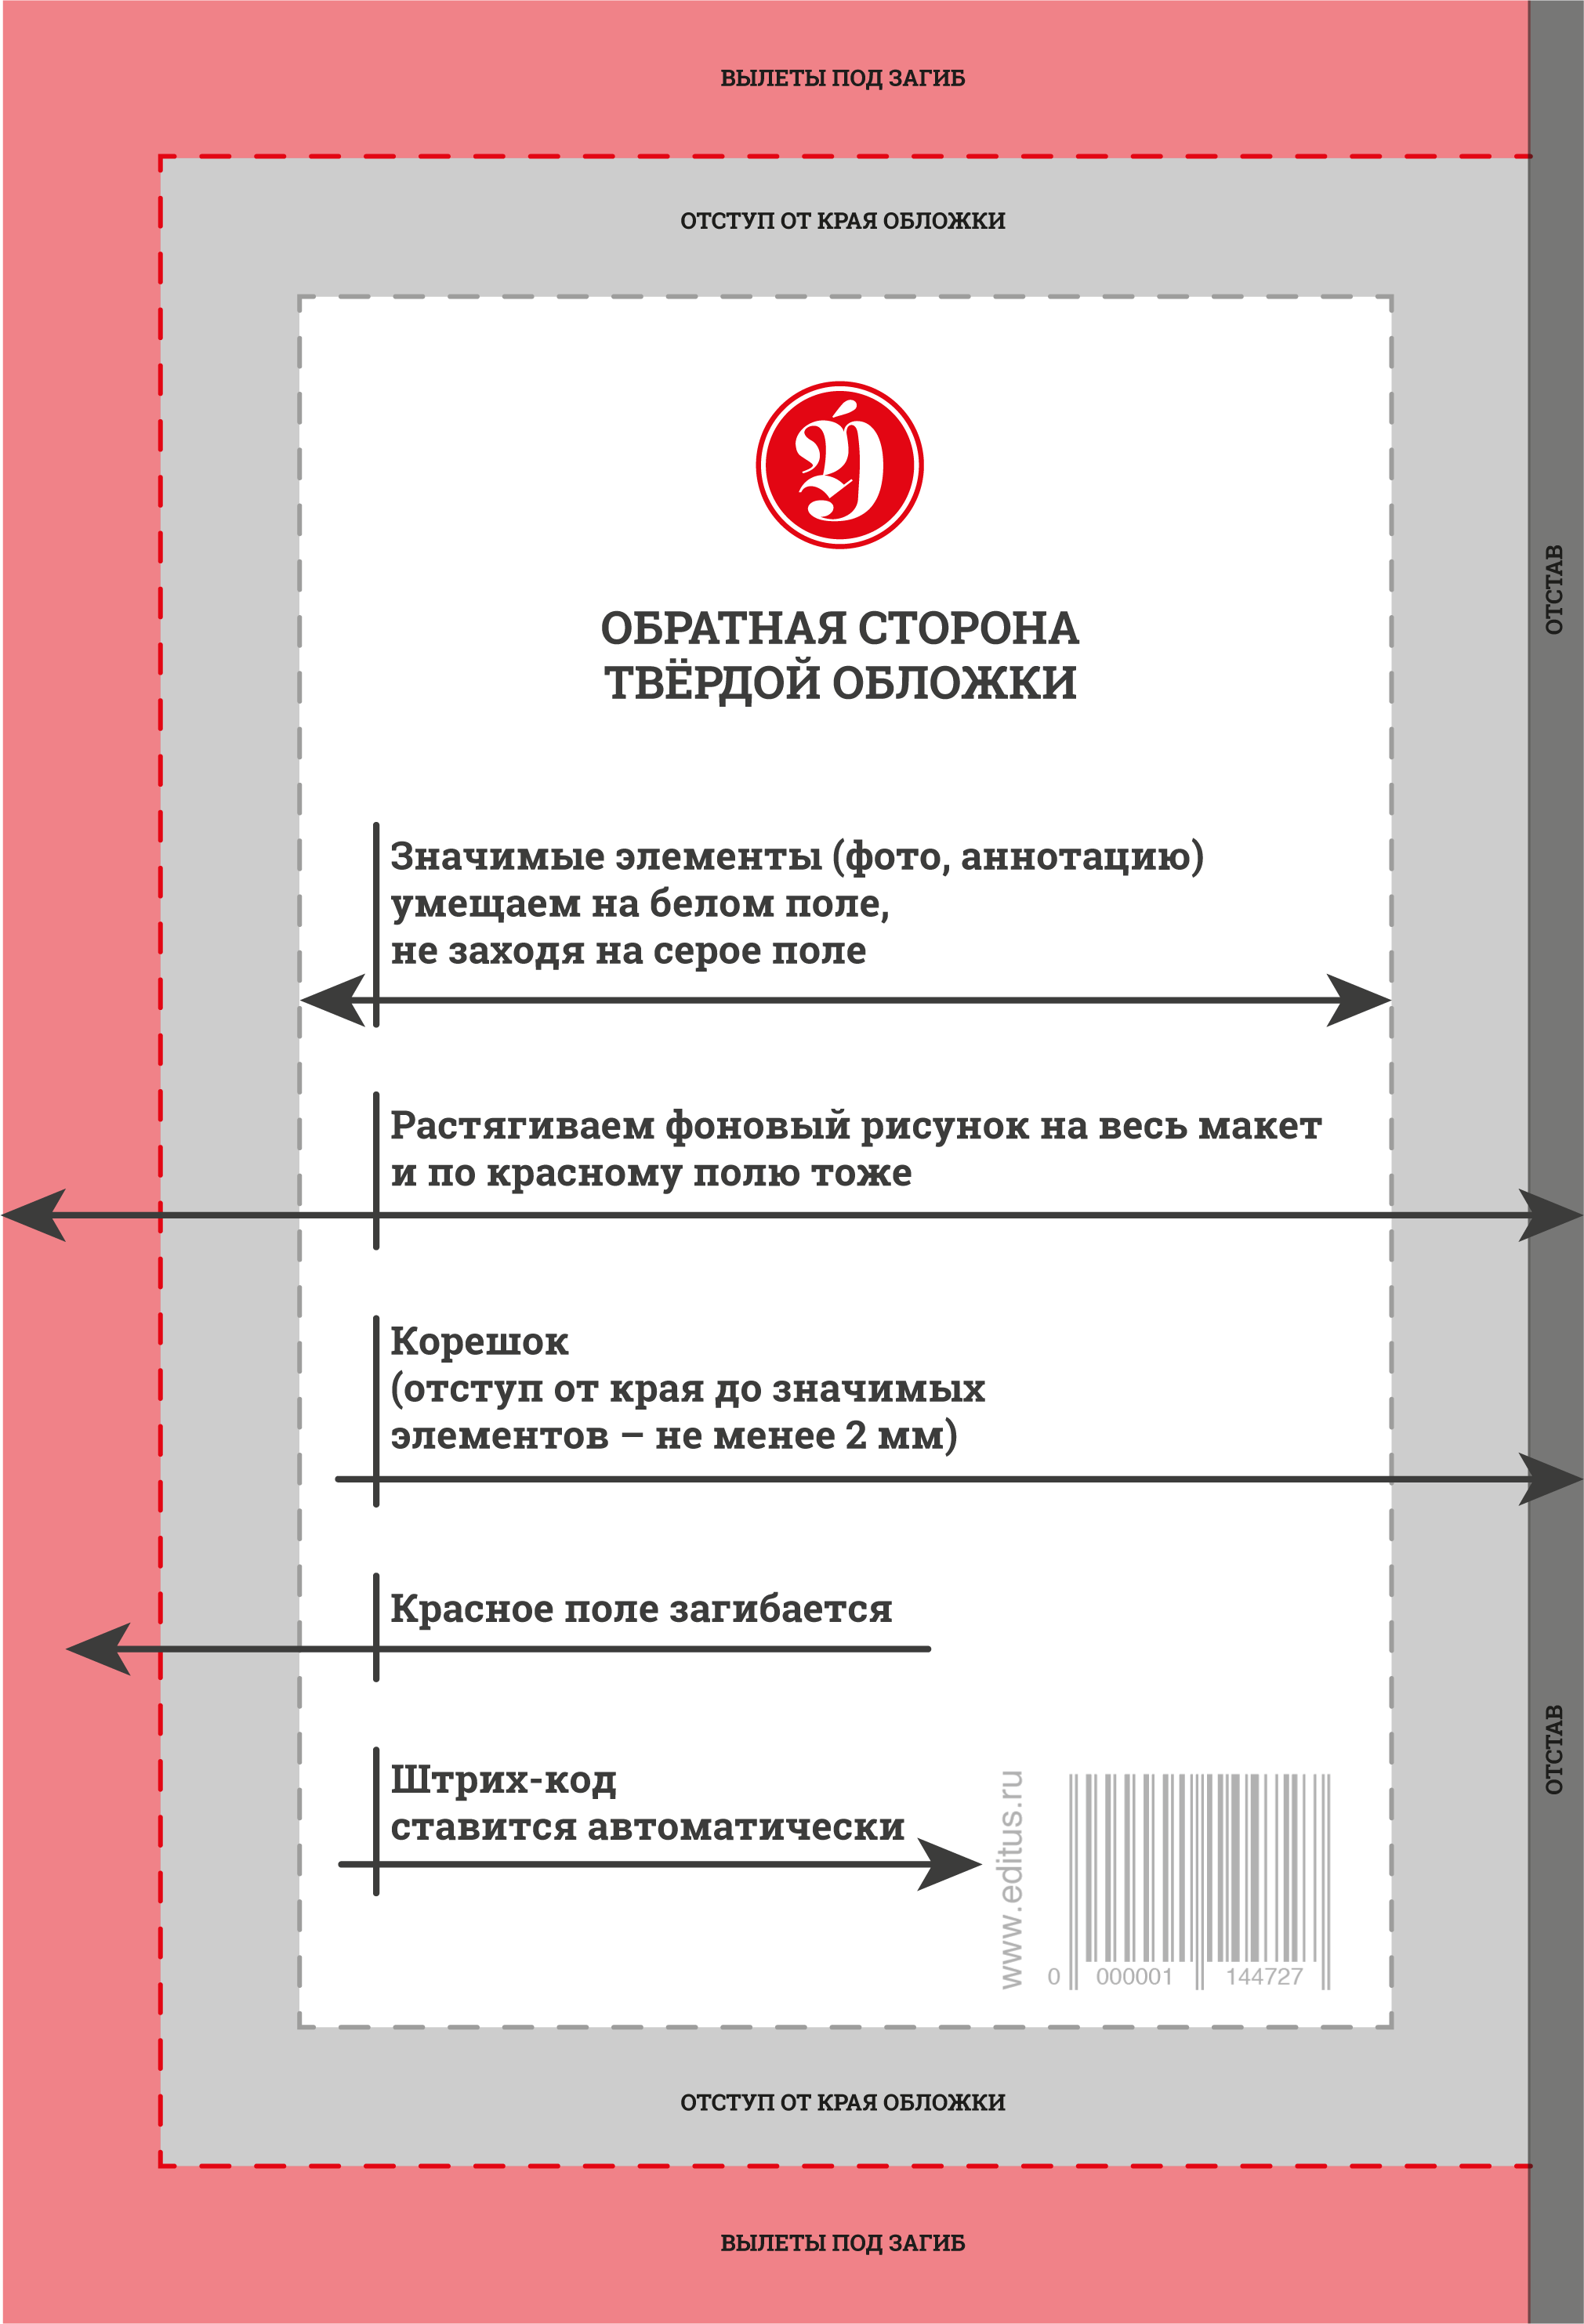 ВЫЛЕТЫ ПОД ЗАГИБ
ОТСТУП ОТ КРАЯ ОБЛОЖКИ
ОТСТАВ
ОБРАТНАЯ СТОРОНА
ТВЁРДОЙ ОБЛОЖКИ
Значимые элементы (фото, аннотацию)
умещаем на белом поле,
не заходя на серое поле
Растягиваем фоновый рисунок на весь макет
и по красному полю тоже
Корешок
(отступ от края до значимых
элементов – не менее 2 мм)
Красное поле загибается
Штрих-код
ставится автоматически
www.editus.ru
0 000001 144727
ОТСТАВ
ОТСТУП ОТ КРАЯ ОБЛОЖКИ
ВЫЛЕТЫ ПОД ЗАГИБ